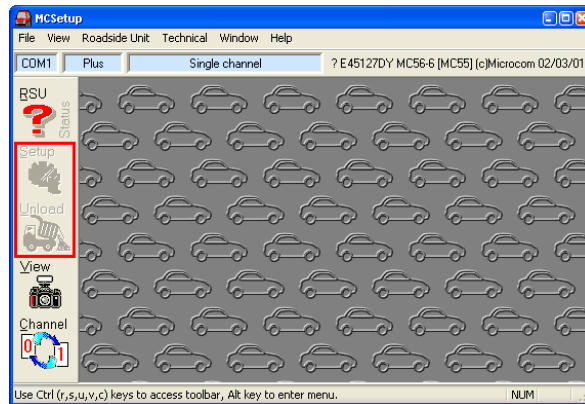 MCSetup
File View Roadside Unit Technical Window Help
COM1 Plus Single channel ? E45127DY MC56-6 [MC55] (c)Microcom 02/03/01
RSU
Status
Setup
Unload
View
Channel
0 1
Use Ctrl (r,s,u,v,c) keys to access toolbar, Alt key to enter menu. NUM